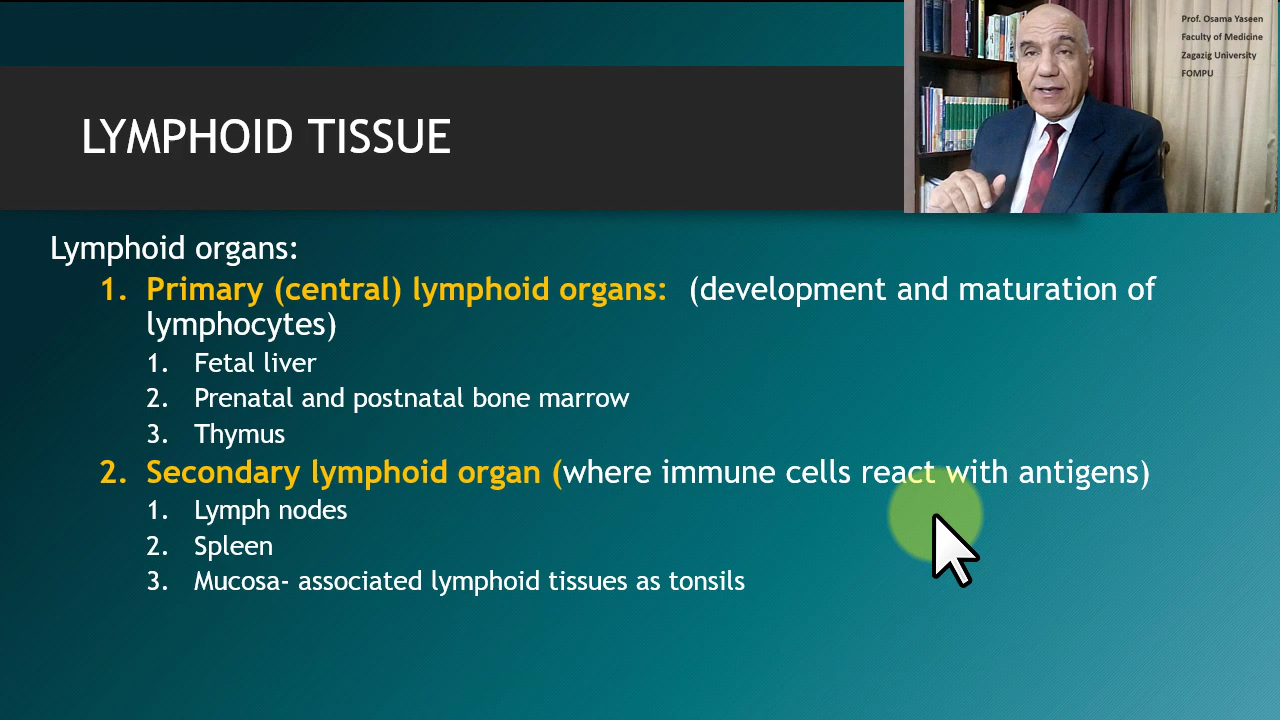 Prof. Osama Yaseen
Faculty of Medicine
Zagazig University
FOMPU
LYMPHOID TISSUE
Lymphoid organs:
1. Primary (central) lymphoid organs: (development and maturation of
lymphocytes)
1. Fetal liver
2. Prenatal and postnatal bone marrow
3. Thymus
2. Secondary lymphoid organ (where immune cells react with antigens)
1. Lymph nodes
2. Spleen
3. Mucosa- associated lymphoid tissues as tonsils